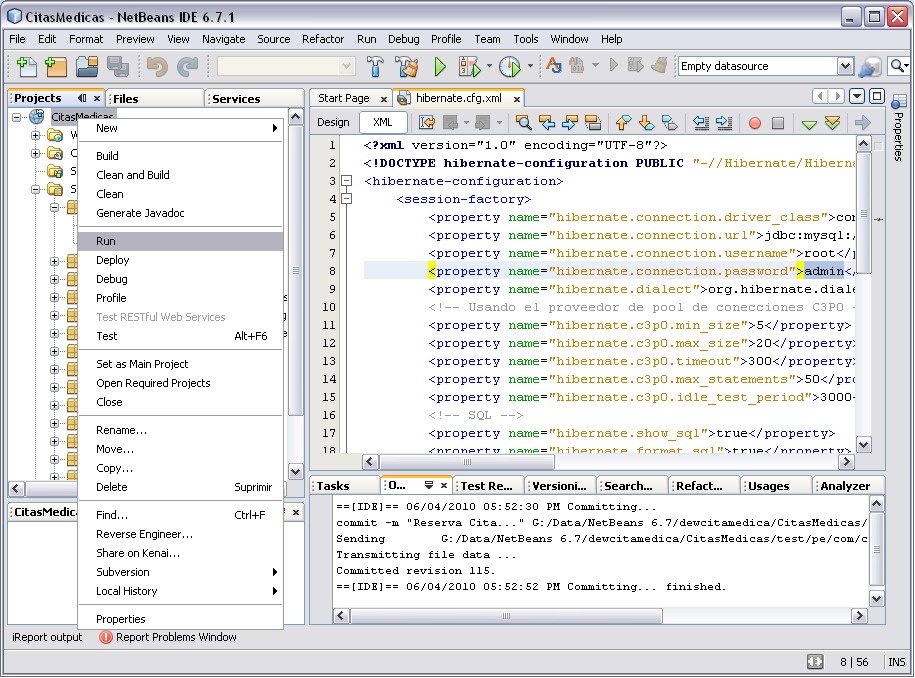 CitasMedicas - NetBeans IDE 6.7.1
File Edit Format Preview View Navigate Source Refactor Run Debug Profile Team Tools Window Help
Empty datasource
Projects Files Services
CitasMedicas
New
Build
Clean and Build
Clean
Generate Javadoc
Run
Deploy
Debug
Profile
Test RESTful Web Services
Test Alt+F6
Set as Main Project
Open Required Projects
Close
Rename...
Move...
Copy...
Delete Suprimir
Find... Ctrl+F
Reverse Engineer...
Share on Kenai...
Subversion
Local History
Properties
CitasMedica
Start Page hibernate.cfg.xml
Design XML
Properties
1 <?xml version="1.0" encoding="UTF-8"?>
2 <!DOCTYPE hibernate-configuration PUBLIC "-//Hibernate/Hiberna
3 <hibernate-configuration>
4 <session-factory>
5 <property name="hibernate.connection.driver_class">com
6 <property name="hibernate.connection.url">jdbc:mysql:/
7 <property name="hibernate.connection.username">root</p
8 <property name="hibernate.connection.password">admin</
9 <property name="hibernate.dialect">org.hibernate.diale
10 <!-- Usando el proveedor de pool de conecciones C3PO -
11 <property name="hibernate.c3p0.min_size">5</property>
12 <property name="hibernate.c3p0.max_size">20</property>
13 <property name="hibernate.c3p0.timeout">300</property>
14 <property name="hibernate.c3p0.max_statements">50</pro
15 <property name="hibernate.c3p0.idle_test_period">3000<
16 <!-- SQL -->
17 <property name="hibernate.show_sql">true</property>
18 <property name="hibernate.format_sql">true</property>
Tasks O... Test Re... Versioni... Search... Refact... Usages Analyzer
==[IDE]== 06/04/2010 05:52:30 PM Committing...
commit -m "Reserva Cita..." G:/Data/NetBeans 6.7/dewcitamedica/CitasMedicas/
Sending G:/Data/NetBeans 6.7/dewcitamedica/CitasMedicas/test/pe/com/c
Transmitting file data ...
Committed revision 115.
==[IDE]== 06/04/2010 05:52:52 PM Committing... finished.
iReport output Report Problems Window
8 | 56 INS